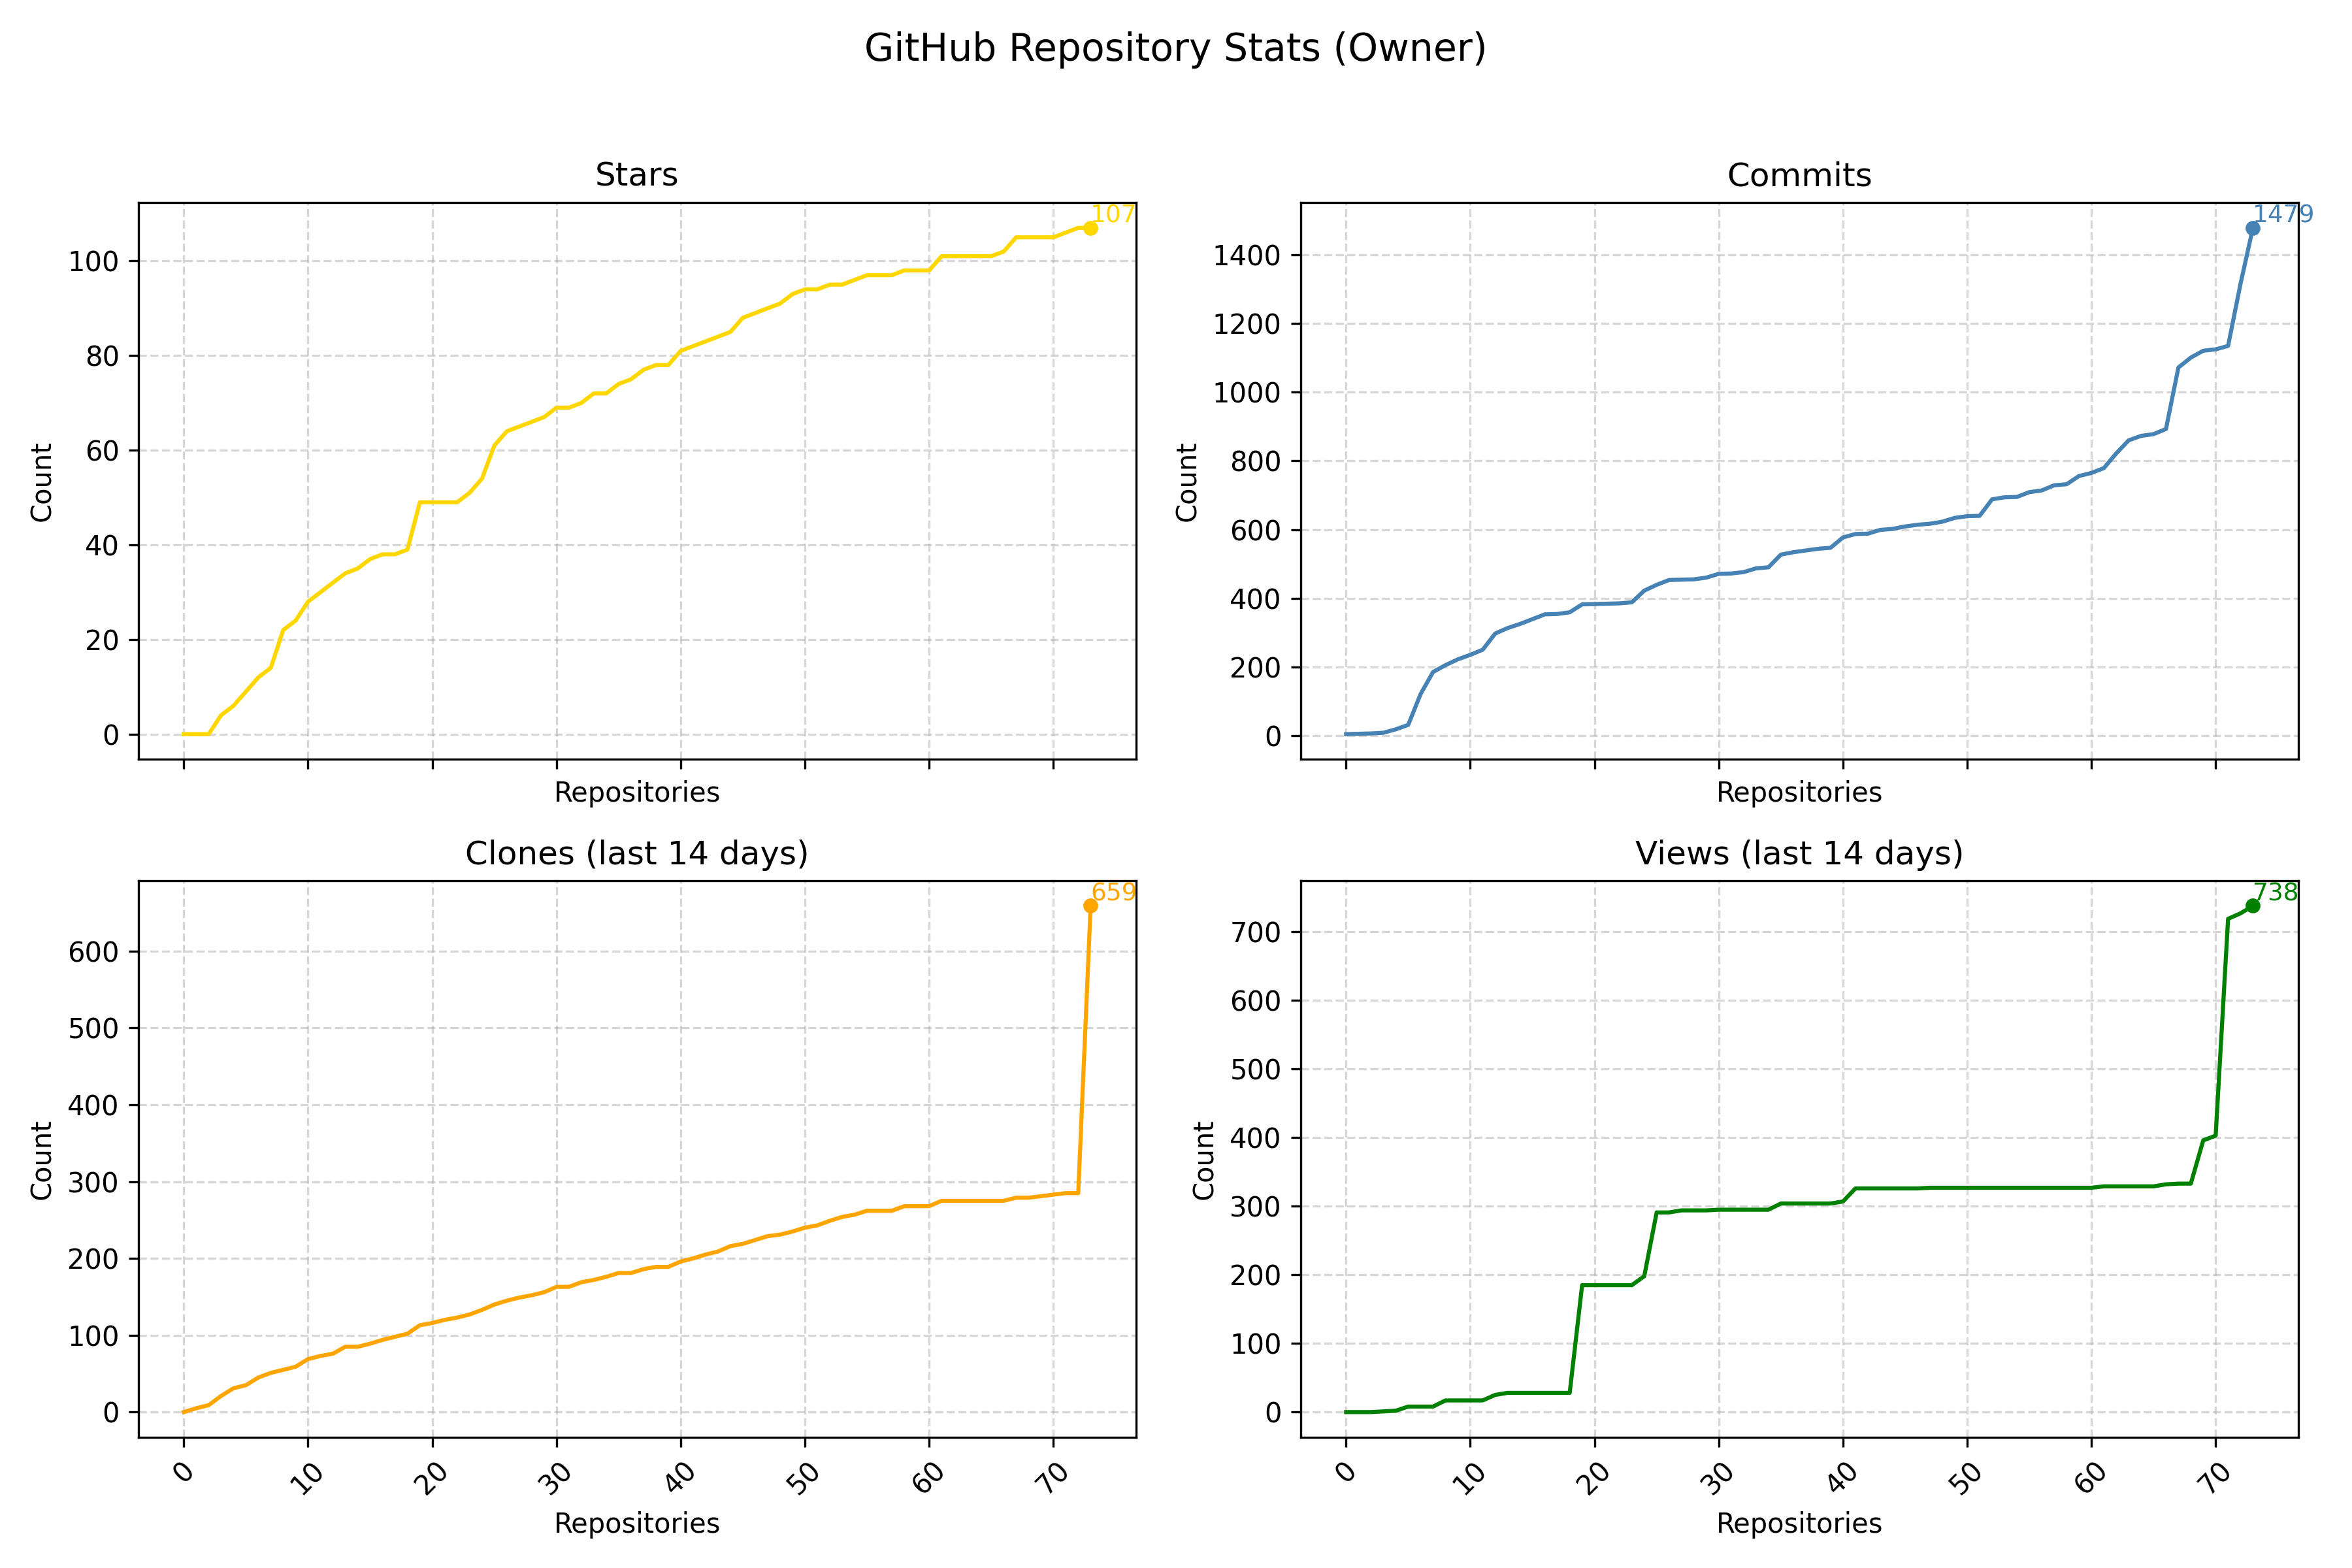 GitHub Repository Stats (Owner)
Stars
107
100
80
60
40
20
0
Count
Repositories
Commits
1479
1400
1200
1000
800
600
400
200
0
Count
Repositories
Clones (last 14 days)
659
600
500
400
300
200
100
0
Count
0 10 20 30 40 50 60 70
Repositories
Views (last 14 days)
738
700
600
500
400
300
200
100
0
Count
0 10 20 30 40 50 60 70
Repositories